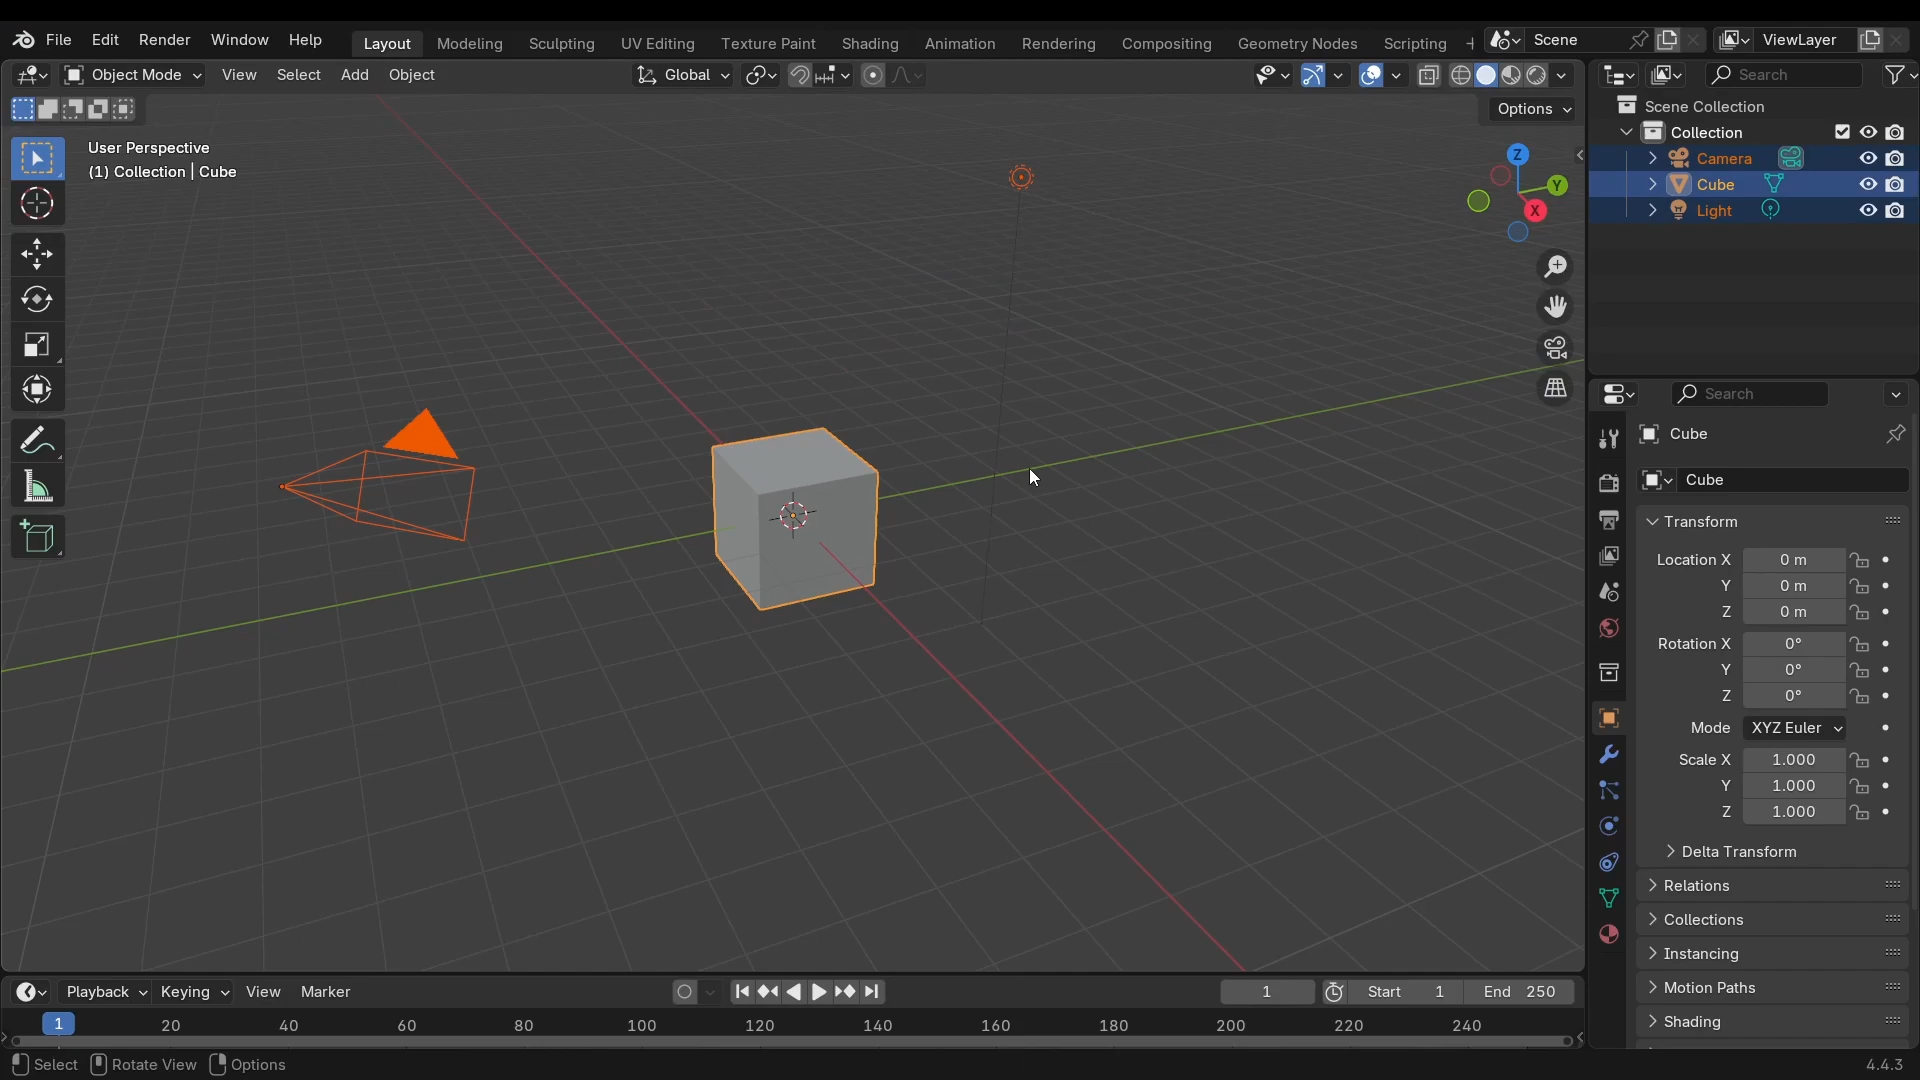 File Edit Render Window Help Layout Modeling Sculpting UV Editing Texture Paint Shading Animation Rendering Compositing Geometry Nodes Scripting Scene ViewLayer
Object Mode View Select Add Object Global Search
Options
User Perspective
(1) Collection | Cube
Z
Y
X
Scene Collection
Collection
Camera
Cube
Light
Search
Cube
Cube
Transform
Location X 0 m
Y 0 m
Z 0 m
Rotation X 0°
Y 0°
Z 0°
Mode XYZ Euler
Scale X 1.000
Y 1.000
Z 1.000
Delta Transform
Relations
Collections
Instancing
Motion Paths
Shading
Playback Keying View Marker 1 Start 1 End 250
1 20 40 60 80 100 120 140 160 180 200 220 240
Select Rotate View Options 4.4.3